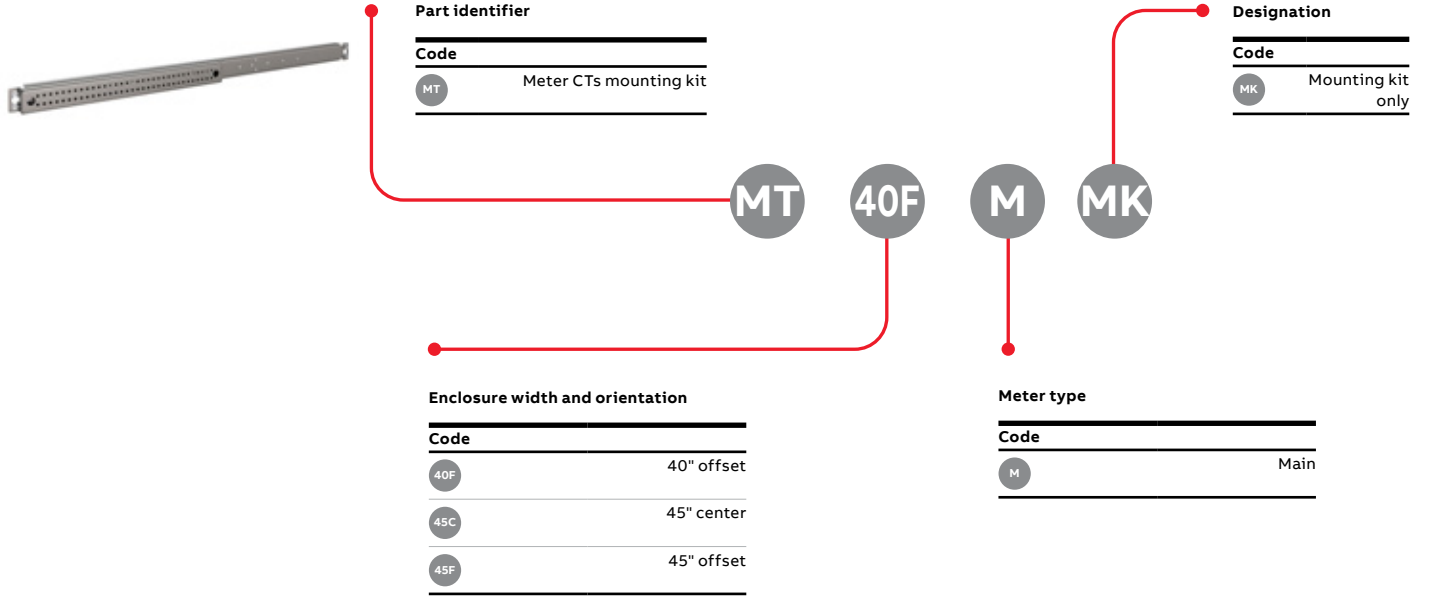 Part identifier
Code
MT Meter CTs mounting kit
Designation
Code
MK Mounting kit
only
MT 40F M MK
Enclosure width and orientation
Code
40F 40" offset
45C 45" center
45F 45" offset
Meter type
Code
M Main